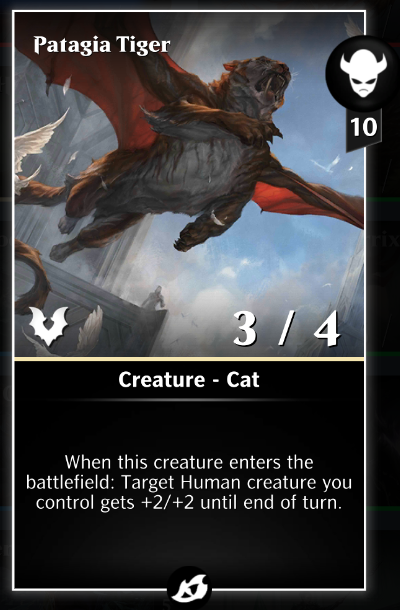 Patagia Tiger
10
3 / 4
Creature - Cat
When this creature enters the
battlefield: Target Human creature you
control gets +2/+2 until end of turn.